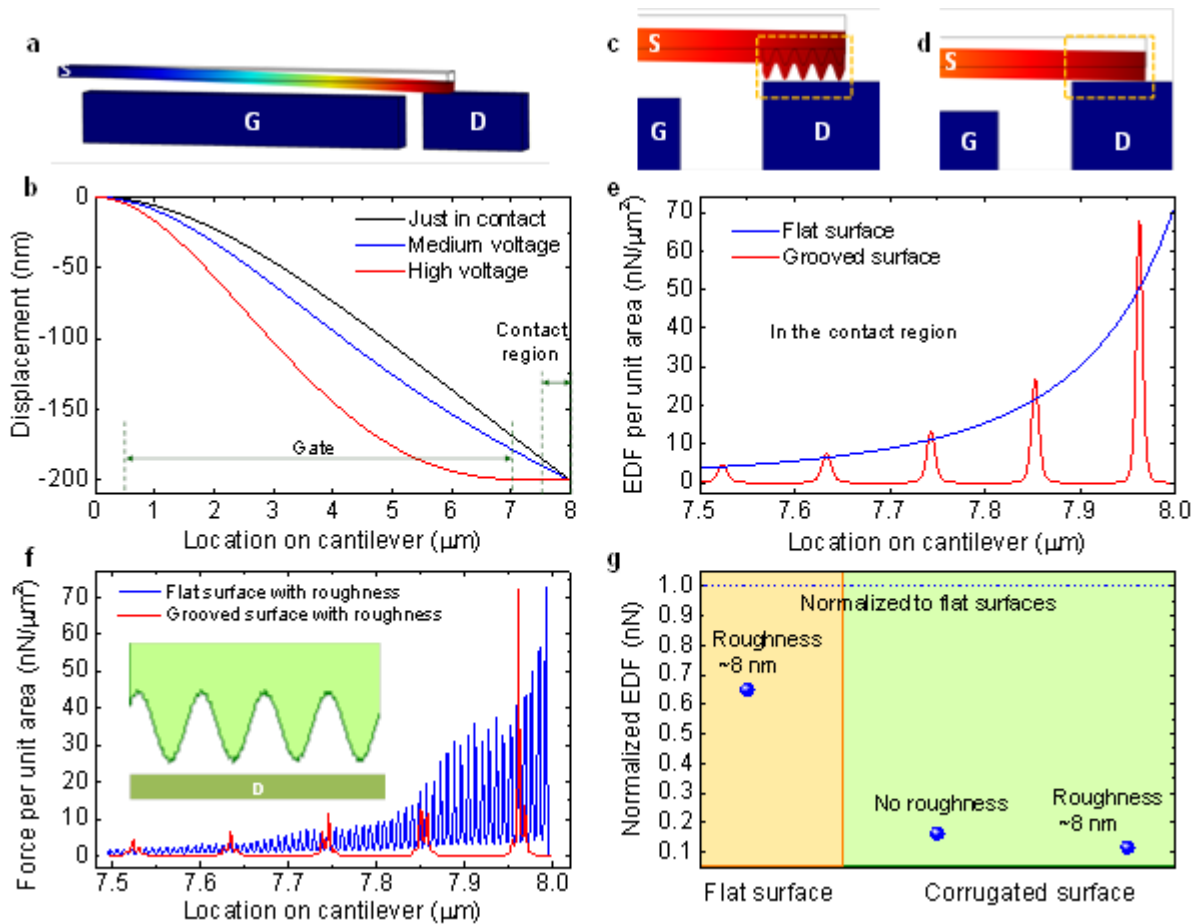 a
S
G
D
c
S
G
D
d
S
G
D
b
0
-50
-100
-150
-200
Displacement (nm)
Just in contact
Medium voltage
High voltage
Contact
region
Gate
0 1 2 3 4 5 6 7 8
Location on cantilever (μm)
e
70
60
50
40
30
20
10
0
EDF per unit area (nN/μm²)
Flat surface
Grooved surface
In the contact region
7.5 7.6 7.7 7.8 7.9 8.0
Location on cantilever (μm)
f
70
60
50
40
30
20
10
0
Force per unit area (nN/μm²)
Flat surface with roughness
Grooved surface with roughness
D
7.5 7.6 7.7 7.8 7.9 8.0
Location on cantilever (μm)
g
1.0
0.9
0.8
0.7
0.6
0.5
0.4
0.3
0.2
0.1
Normalized EDF (nN)
Normalized to flat surfaces
Roughness
~8 nm
No roughness
Roughness
~8 nm
Flat surface
Corrugated surface